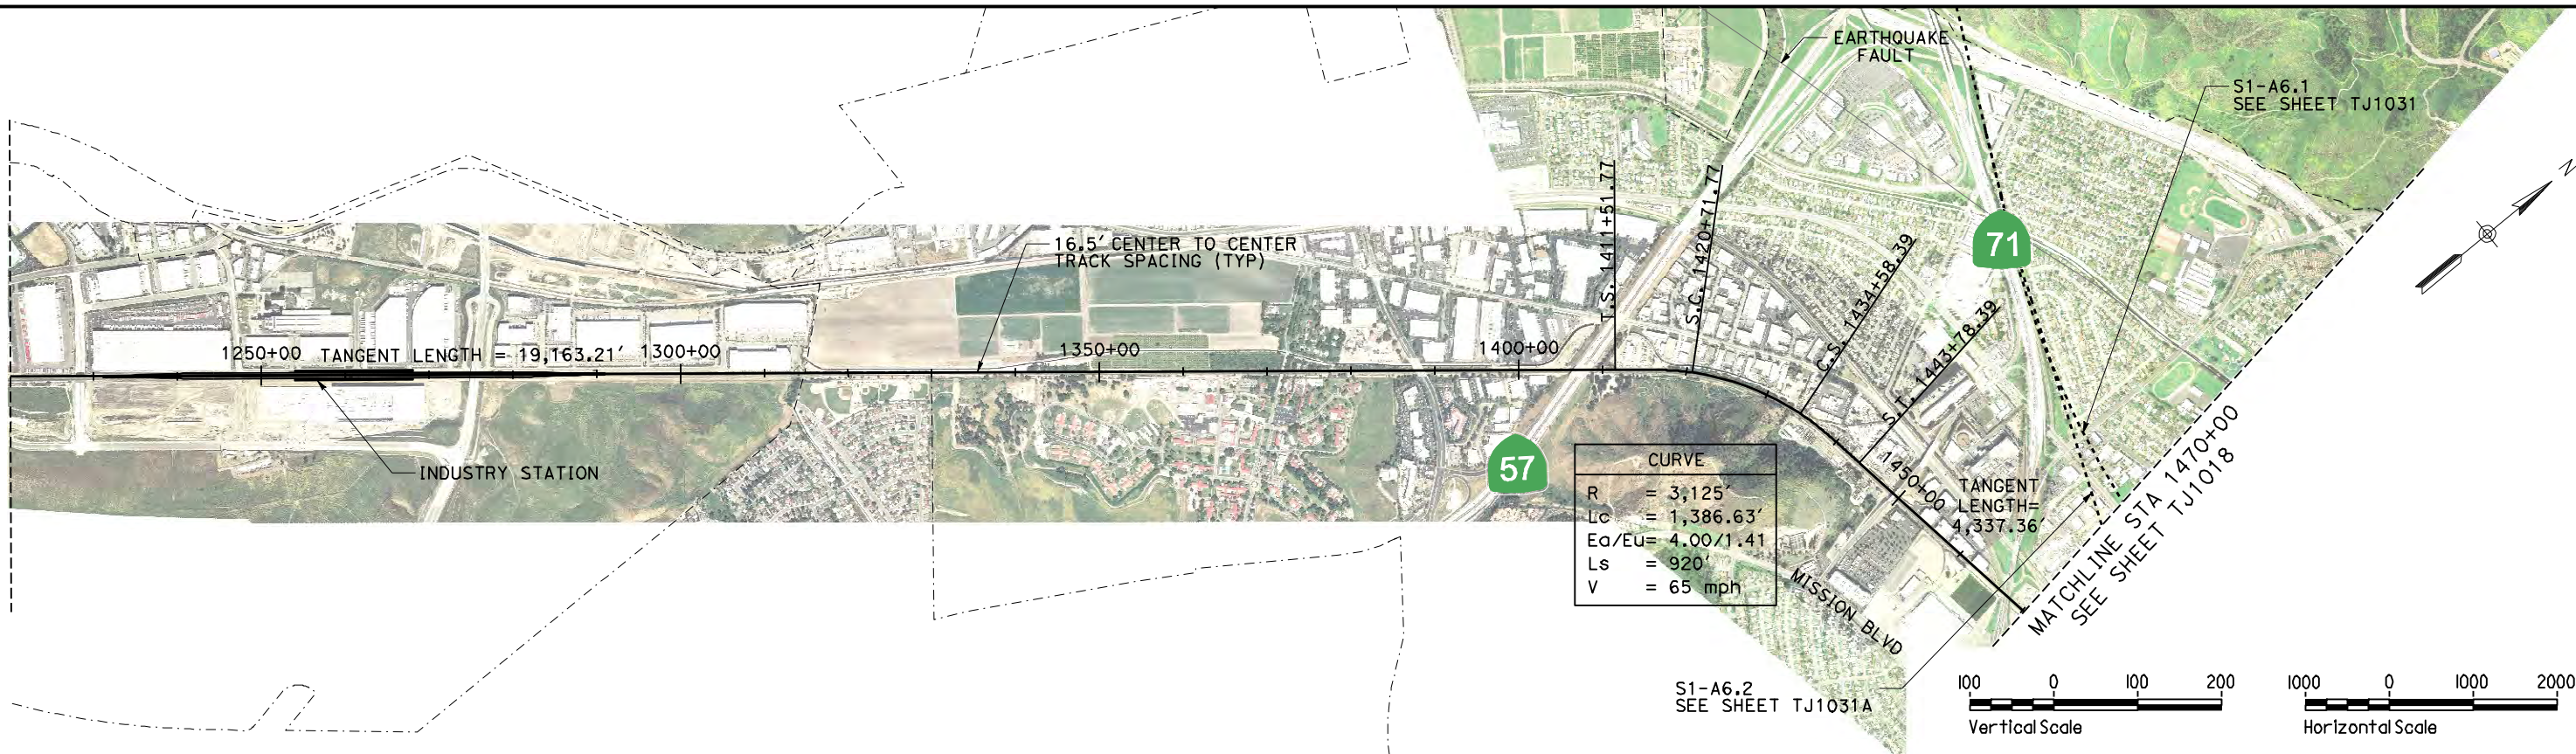 EARTHQUAKE
FAULT
S1-A6.1
SEE SHEET TJ1031
N
16.5' CENTER TO CENTER
TRACK SPACING (TYP)
T.S. 1411+51.77
S.C. 1420+71.77
C.S. 1434+58.39
S.T. 1443+78.39
71
1250+00
TANGENT LENGTH = 19,163.21'
1300+00
1350+00
1400+00
INDUSTRY STATION
57
CURVE
R = 3,125'
Lc = 1,386.63'
Ea/Eu= 4.00/1.41
Ls = 920'
V = 65 mph
1450+00
TANGENT
LENGTH=
4,337.36'
MISSION BLVD
MATCHLINE STA 1470+00
SEE SHEET TJ1018
S1-A6.2
SEE SHEET TJ1031A
100 0 100 200
Vertical Scale
1000 0 1000 2000
Horizontal Scale